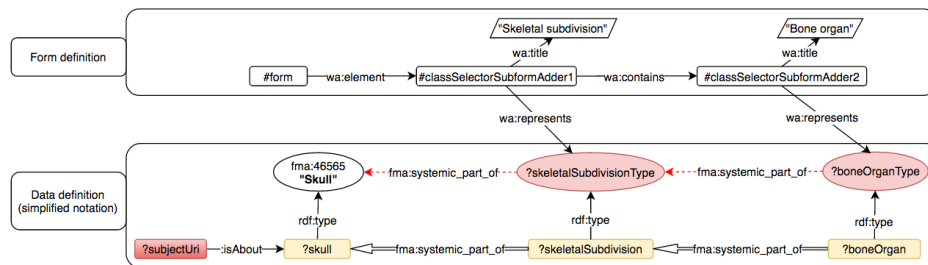 "Skeletal subdivision"
"Bone organ"
wa:title
wa:title
Form definition
#form
wa:element
#classSelectorSubformAdder1
wa:contains
#classSelectorSubformAdder2
wa:represents
wa:represents
fma:46565
"Skull"
fma:systemic_part_of
?skeletalSubdivisionType
fma:systemic_part_of
?boneOrganType
Data definition
(simplified notation)
rdf:type
rdf:type
rdf:type
?subjectUri
:isAbout
?skull
fma:systemic_part_of
?skeletalSubdivision
fma:systemic_part_of
?boneOrgan